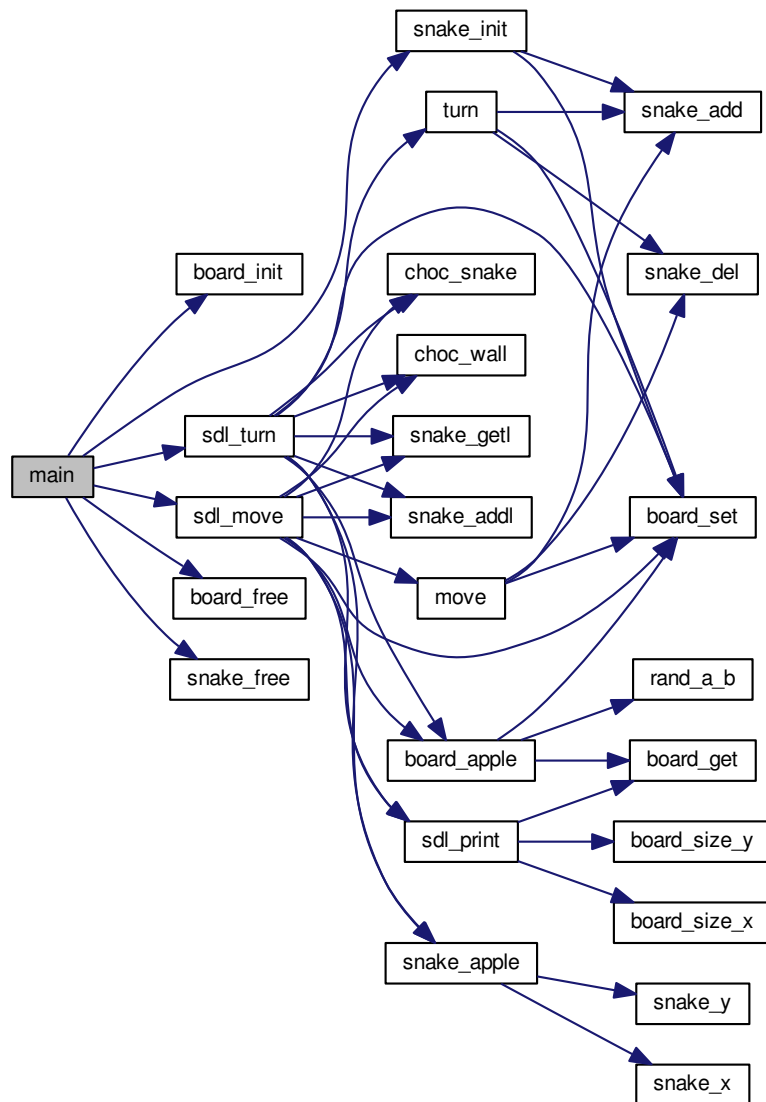 snake_init
turn
snake_add
board_init
choc_snake
snake_del
choc_wall
sdl_turn
snake_getl
main
sdl_move
snake_addl
board_set
board_free
move
snake_free
rand_a_b
board_apple
board_get
sdl_print
board_size_y
board_size_x
snake_apple
snake_y
snake_x